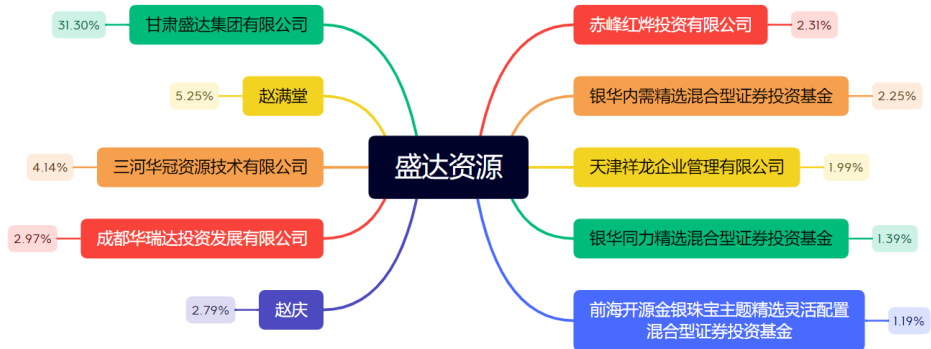 31.30%
甘肃盛达集团有限公司
5.25%
赵满堂
4.14%
三河华冠资源技术有限公司
2.97%
成都华瑞达投资发展有限公司
2.79%
赵庆
盛达资源
赤峰红烨投资有限公司
2.31%
银华内需精选混合型证券投资基金
2.25%
天津祥龙企业管理有限公司
1.99%
银华同力精选混合型证券投资基金
1.39%
前海开源金银珠宝主题精选灵活配置
混合型证券投资基金
1.19%